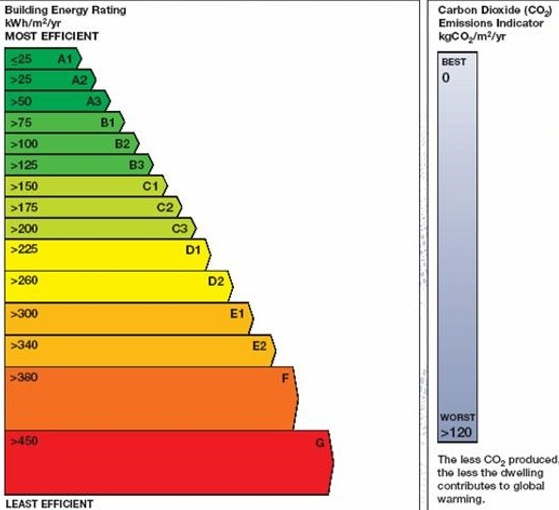 Building Energy Rating
kWh/m²/yr
MOST EFFICIENT
≤25 A1
>25 A2
>50 A3
>75 B1
>100 B2
>125 B3
>150 C1
>175 C2
>200 C3
>225 D1
>260 D2
>300 E1
>340 E2
>380 F
>450 G
LEAST EFFICIENT
Carbon Dioxide (CO₂)
Emissions Indicator
kgCO₂/m²/yr
BEST
0
WORST
>120
The less CO₂ produced,
the less the dwelling
contributes to global
warming.